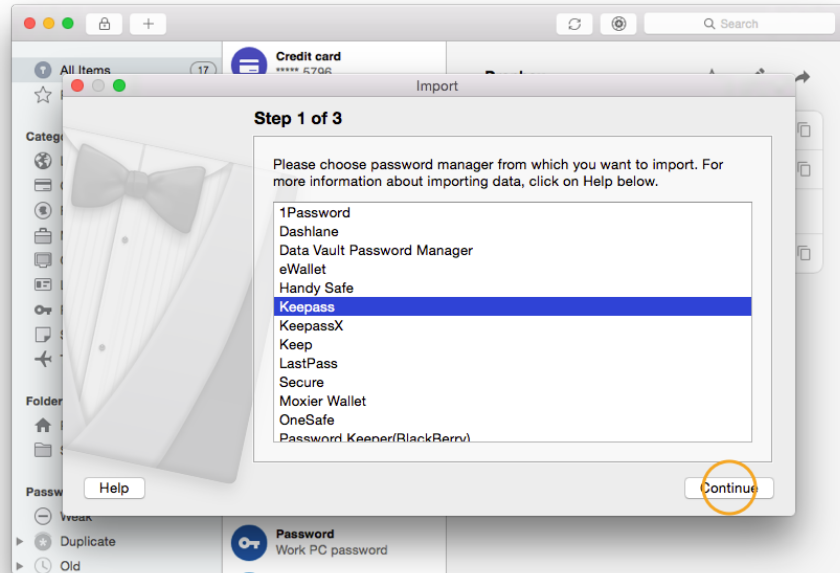 Search
All Items
17
Credit card
***** 5796
Import
Step 1 of 3
Please choose password manager from which you want to import. For
more information about importing data, click on Help below.
1Password
Dashlane
Data Vault Password Manager
eWallet
Handy Safe
Keepass
KeepassX
Keep
LastPass
Secure
Moxier Wallet
OneSafe
Password Keeper(BlackBerry)
Help
Continue
Categ
Folder
Passw
Weak
Duplicate
Old
Password
Work PC password